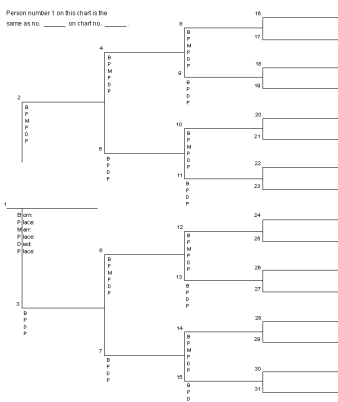 Person number 1 on this chart is the
same as no. ______ on chart no. ______ .
1
Born:
Place:
Marr:
Place:
Died:
Place:
2
B
P
M
P
D
P
3
B
P
D
P
4
B
P
M
P
D
P
5
B
P
D
P
6
B
P
M
P
D
P
7
B
P
D
P
8
B
P
M
P
D
P
9
B
P
D
P
10
B
P
M
P
D
P
11
B
P
D
P
12
B
P
M
P
D
P
13
B
P
D
P
14
B
P
M
P
D
P
15
B
P
D
16
17
18
19
20
21
22
23
24
25
26
27
28
29
30
31